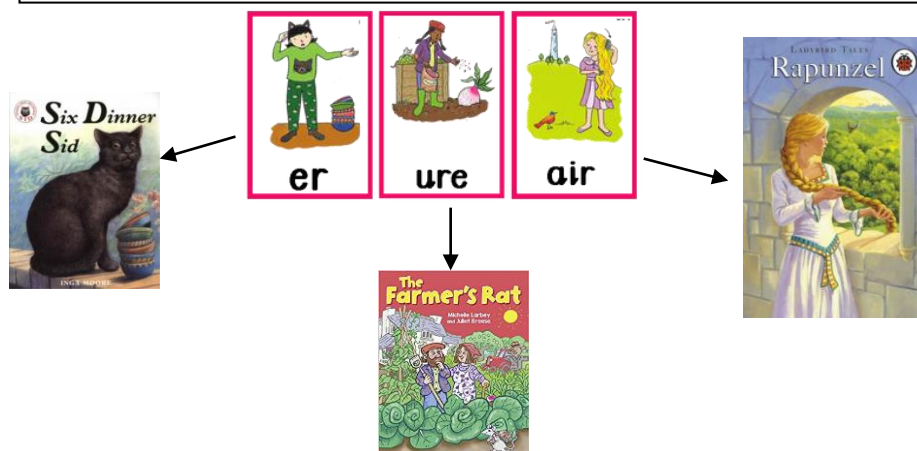 er
ure
air
Six Dinner
Sid
INGA MOORE
LADYBIRD TALES
Rapunzel
The
Farmer's Rat
Michelle Larbey
and Juliet Breese